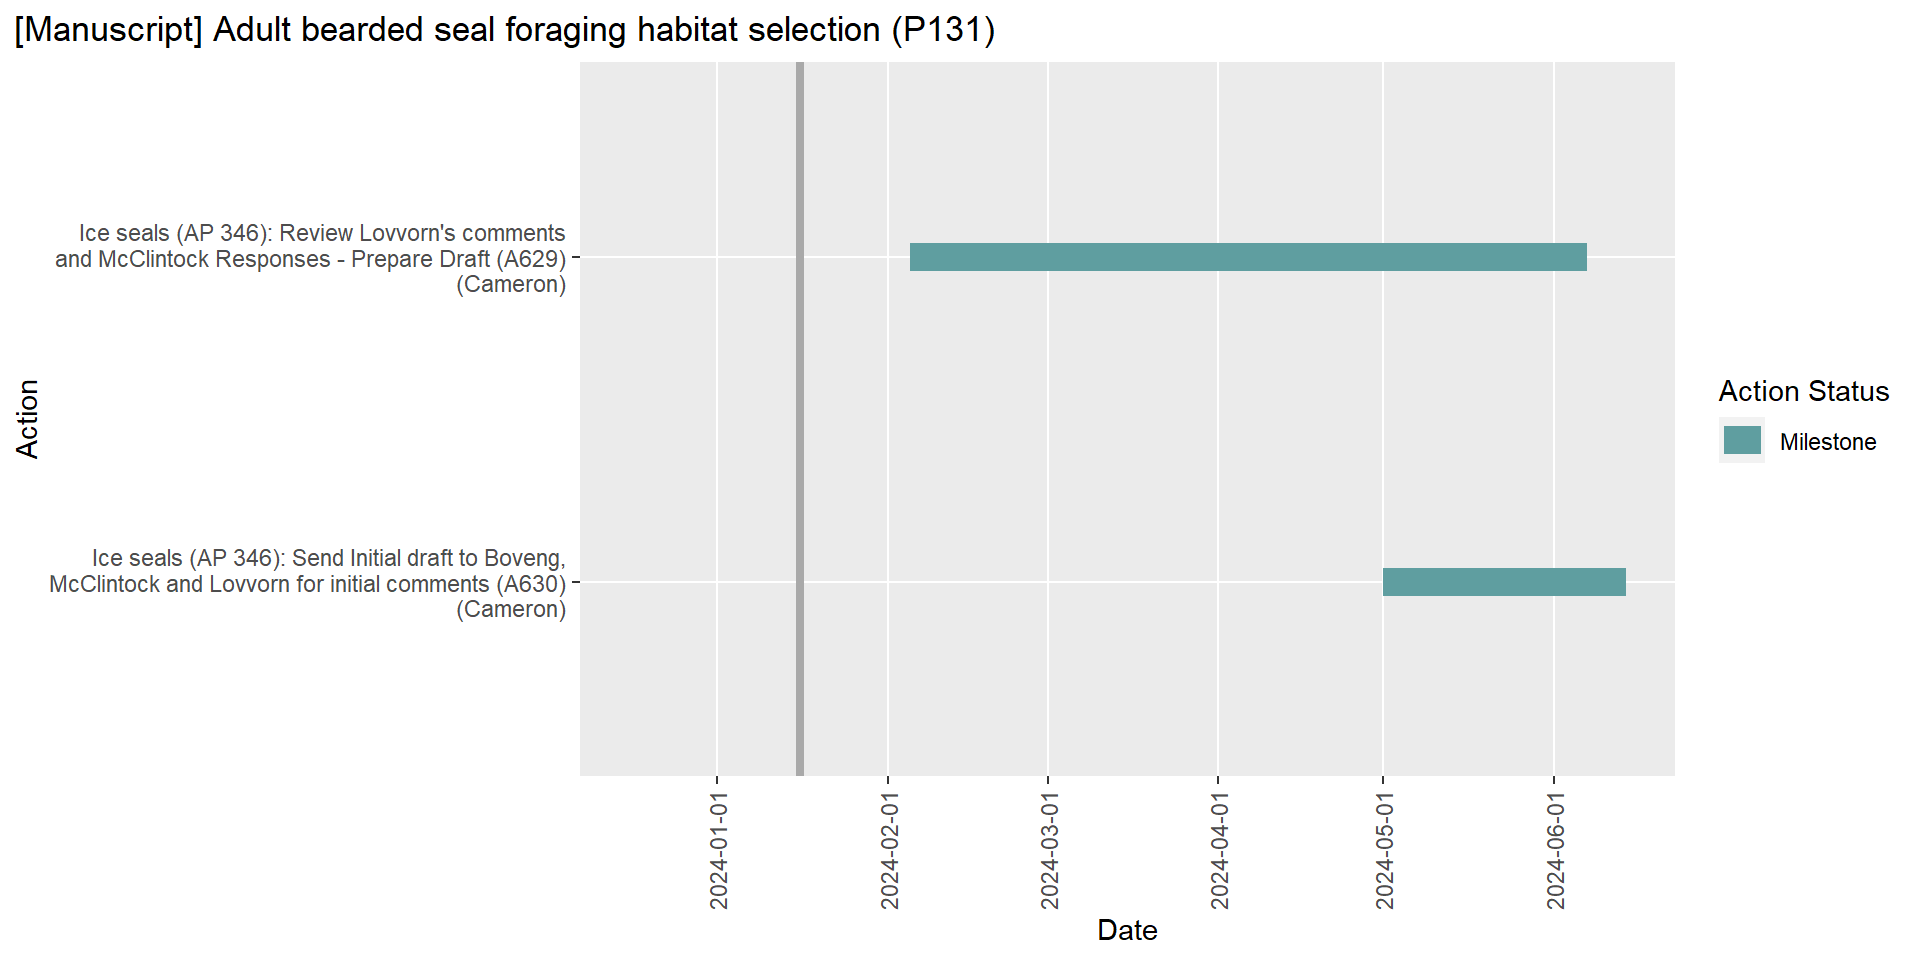 [Manuscript] Adult bearded seal foraging habitat selection (P131)
Ice seals (AP 346): Review Lovvorn's comments
and McClintock Responses - Prepare Draft (A629)
(Cameron)
Ice seals (AP 346): Send Initial draft to Boveng,
McClintock and Lovvorn for initial comments (A630)
(Cameron)
Action
Action Status
Milestone
2024-01-01
2024-02-01
2024-03-01
2024-04-01
2024-05-01
2024-06-01
Date